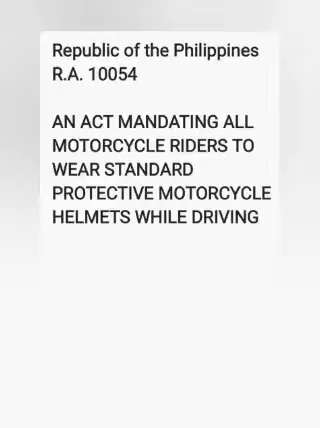 Republic of the Philippines
R.A. 10054
AN ACT MANDATING ALL
MOTORCYCLE RIDERS TO
WEAR STANDARD
PROTECTIVE MOTORCYCLE
HELMETS WHILE DRIVING